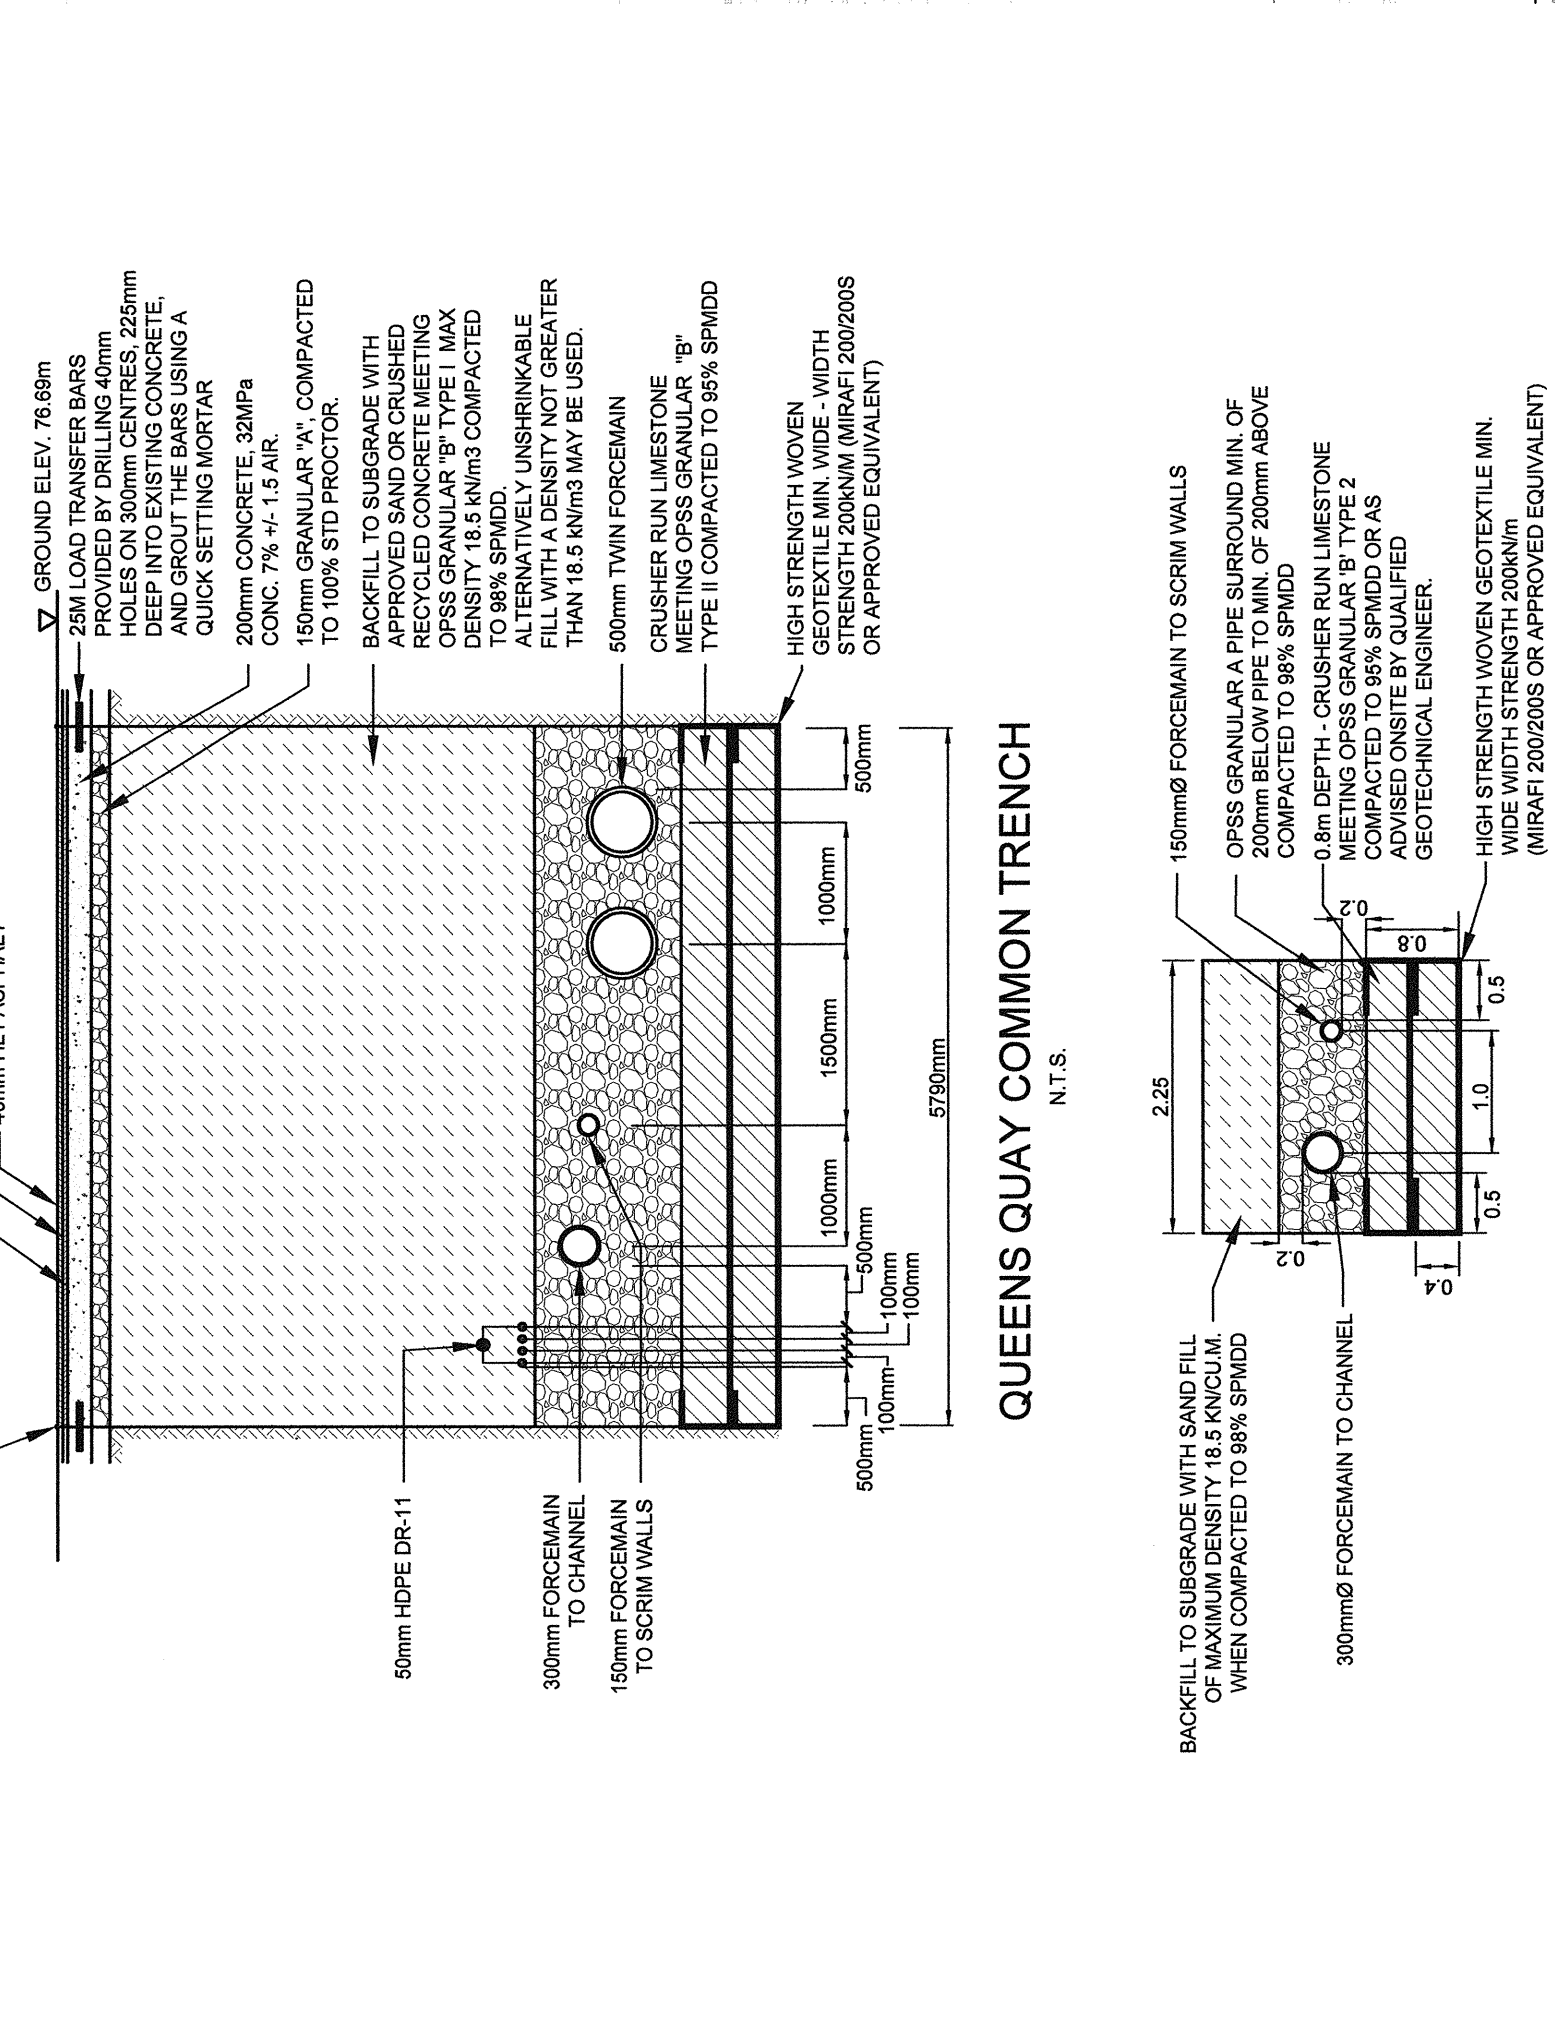 GROUND ELEV. 76.69m
25M LOAD TRANSFER BARS
PROVIDED BY DRILLING 40mm
HOLES ON 300mm CENTRES, 225mm
DEEP INTO EXISTING CONCRETE,
AND GROUT THE BARS USING A
QUICK SETTING MORTAR
200mm CONCRETE, 32MPa
CONC. 7% +/- 1.5 AIR.
150mm GRANULAR "A", COMPACTED
TO 100% STD PROCTOR.
BACKFILL TO SUBGRADE WITH
APPROVED SAND OR CRUSHED
RECYCLED CONCRETE MEETING
OPSS GRANULAR "B" TYPE I MAX
DENSITY 18.5 kN/m3 COMPACTED
TO 98% SPMDD.
ALTERNATIVELY UNSHRINKABLE
FILL WITH A DENSITY NOT GREATER
THAN 18.5 kN/m3 MAY BE USED.
500mm TWIN FORCEMAIN
CRUSHER RUN LIMESTONE
MEETING OPSS GRANULAR "B"
TYPE II COMPACTED TO 95% SPMDD
HIGH STRENGTH WOVEN
GEOTEXTILE MIN. WIDE - WIDTH
STRENGTH 200kN/M (MIRAFI 200/200S
OR APPROVED EQUIVALENT)
50mm HDPE DR-11
300mm FORCEMAIN
TO CHANNEL
150mm FORCEMAIN
TO SCRIM WALLS
1000mm
1500mm
1000mm
500mm
500mm
100mm
100mm
500mm
100mm
5790mm
QUEENS QUAY COMMON TRENCH
N.T.S.
2.25
150mmØ FORCEMAIN TO SCRIM WALLS
OPSS GRANULAR A PIPE SURROUND MIN. OF
200mm BELOW PIPE TO MIN. OF 200mm ABOVE
COMPACTED TO 98% SPMDD
0.8m DEPTH - CRUSHER RUN LIMESTONE
MEETING OPSS GRANULAR 'B' TYPE 2
COMPACTED TO 95% SPMDD OR AS
ADVISED ONSITE BY QUALIFIED
GEOTECHNICAL ENGINEER.
HIGH STRENGTH WOVEN GEOTEXTILE MIN.
WIDE WIDTH STRENGTH 200kN/m
(MIRAFI 200/200S OR APPROVED EQUIVALENT)
BACKFILL TO SUBGRADE WITH SAND FILL
OF MAXIMUM DENSITY 18.5 KN/CU.M.
WHEN COMPACTED TO 98% SPMDD
300mmØ FORCEMAIN TO CHANNEL
0.2
0.2
0.8
0.4
0.5
1.0
0.5